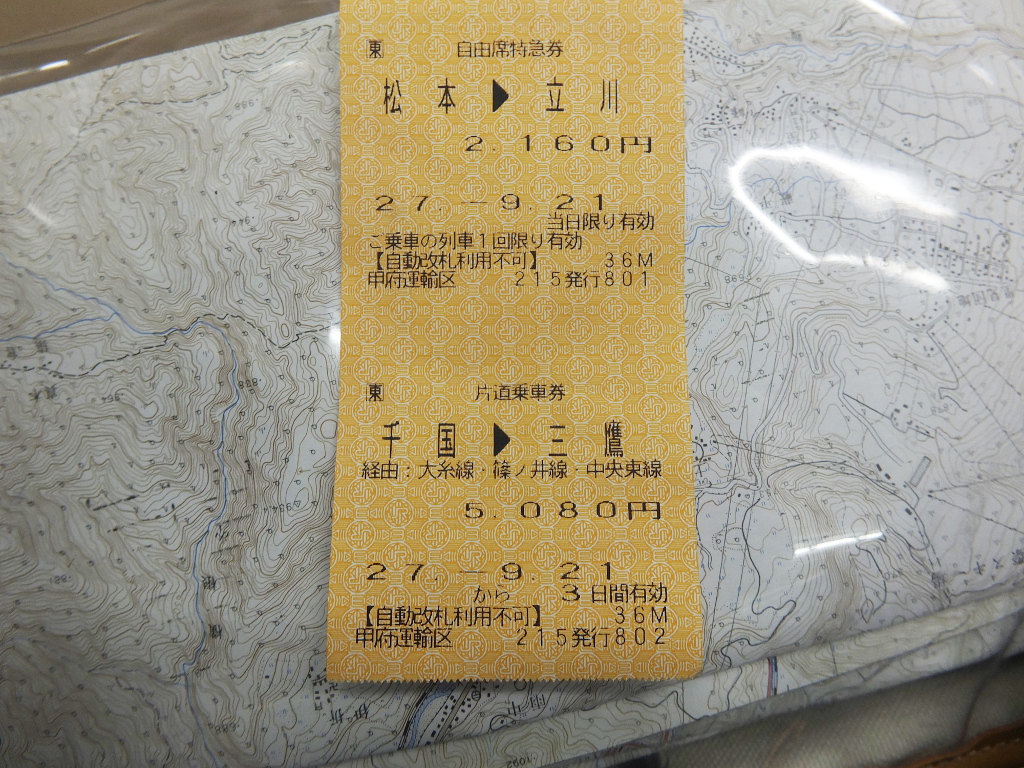 東 自由席特急券
松本▶立川
2.160円
27.-9.21
当日限り有効
ご乗車の列車1回限り有効
【自動改札利用不可】 36M
甲府運輸区 215発行801
東 片道乗車券
千国▶三鷹
経由:大糸線・篠ノ井線・中央東線
5.080円
27.-9.21
から 3日間有効
【自動改札利用不可】 36M
甲府運輸区 215発行802